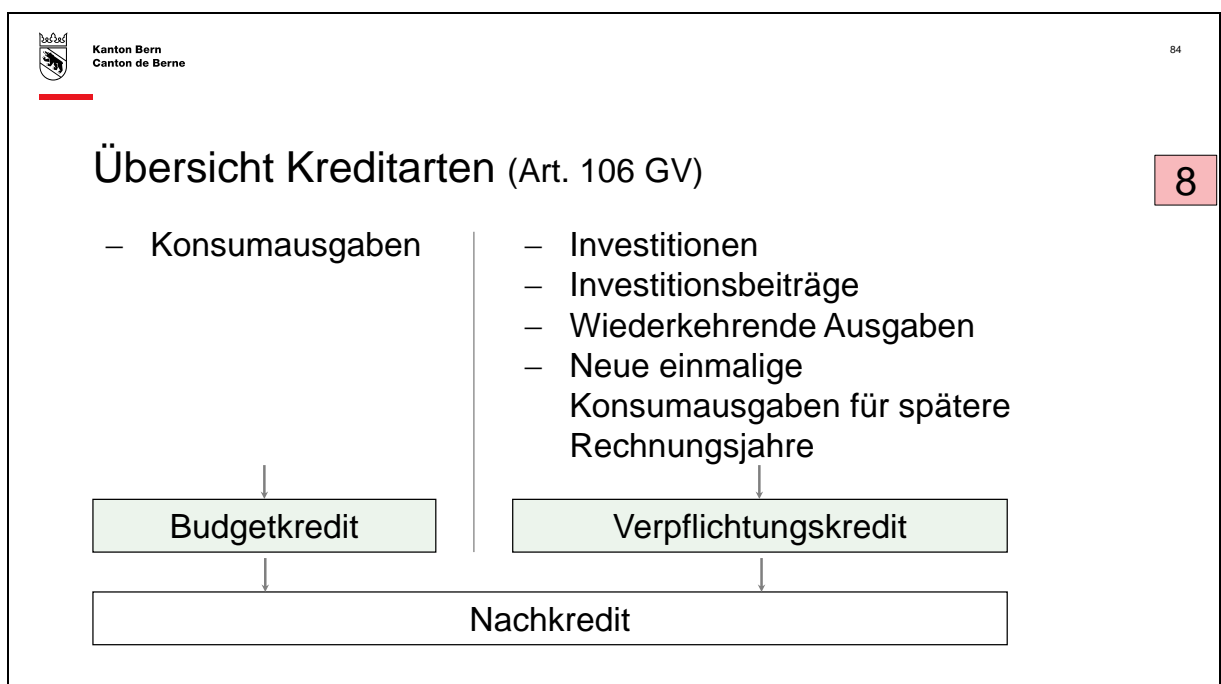 Kanton Bern
Canton de Berne
84
Übersicht Kreditarten (Art. 106 GV)
8
– Konsumausgaben
– Investitionen
– Investitionsbeiträge
– Wiederkehrende Ausgaben
– Neue einmalige
Konsumausgaben für spätere
Rechnungsjahre
Budgetkredit
Verpflichtungskredit
Nachkredit